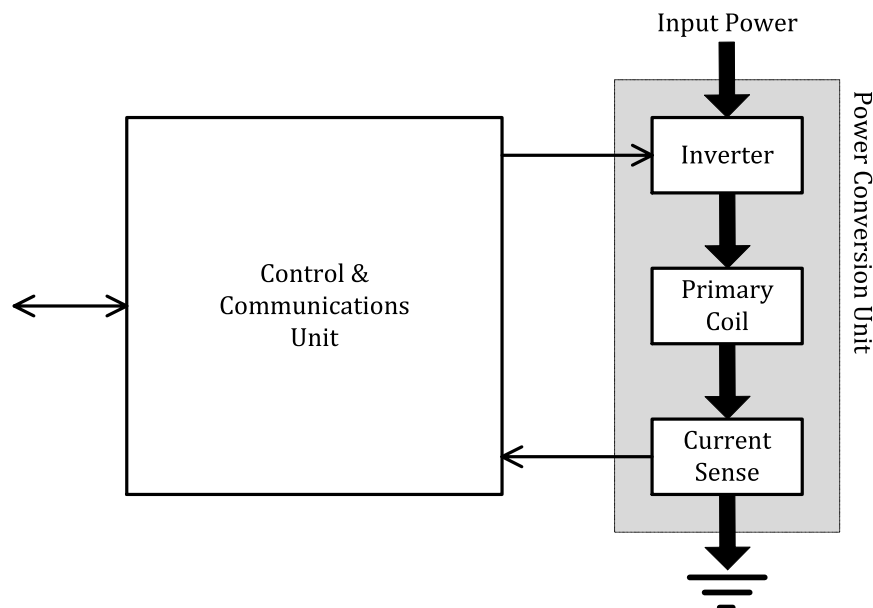 Input Power
Inverter
Power Conversion Unit
Control &
Communications
Unit
Primary
Coil
Current
Sense